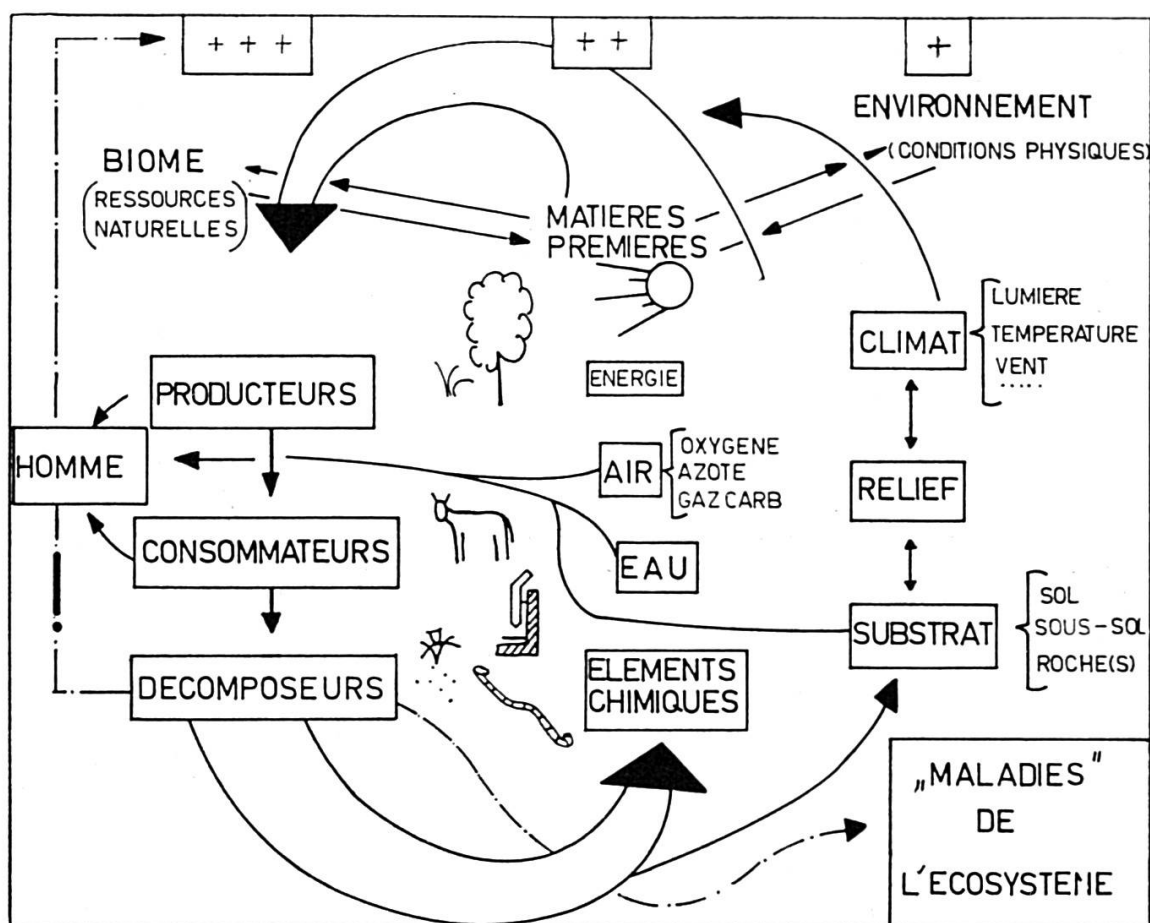 + + +
+ +
+
ENVIRONNEMENT
(CONDITIONS PHYSIQUES)
BIOME
(RESSOURCES
NATURELLES)
MATIERES
PREMIERES
LUMIERE
CLIMAT
TEMPERATURE
VENT
.....
ENERGIE
PRODUCTEURS
HOMME
AIR
OXYGENE
AZOTE
GAZ CARB
RELIEF
CONSOMMATEURS
EAU
SUBSTRAT
SOL
SOUS-SOL
ROCHE(S)
DECOMPOSEURS
ELEMENTS
CHIMIQUES
„MALADIES"
DE
L'ECOSYSTEME